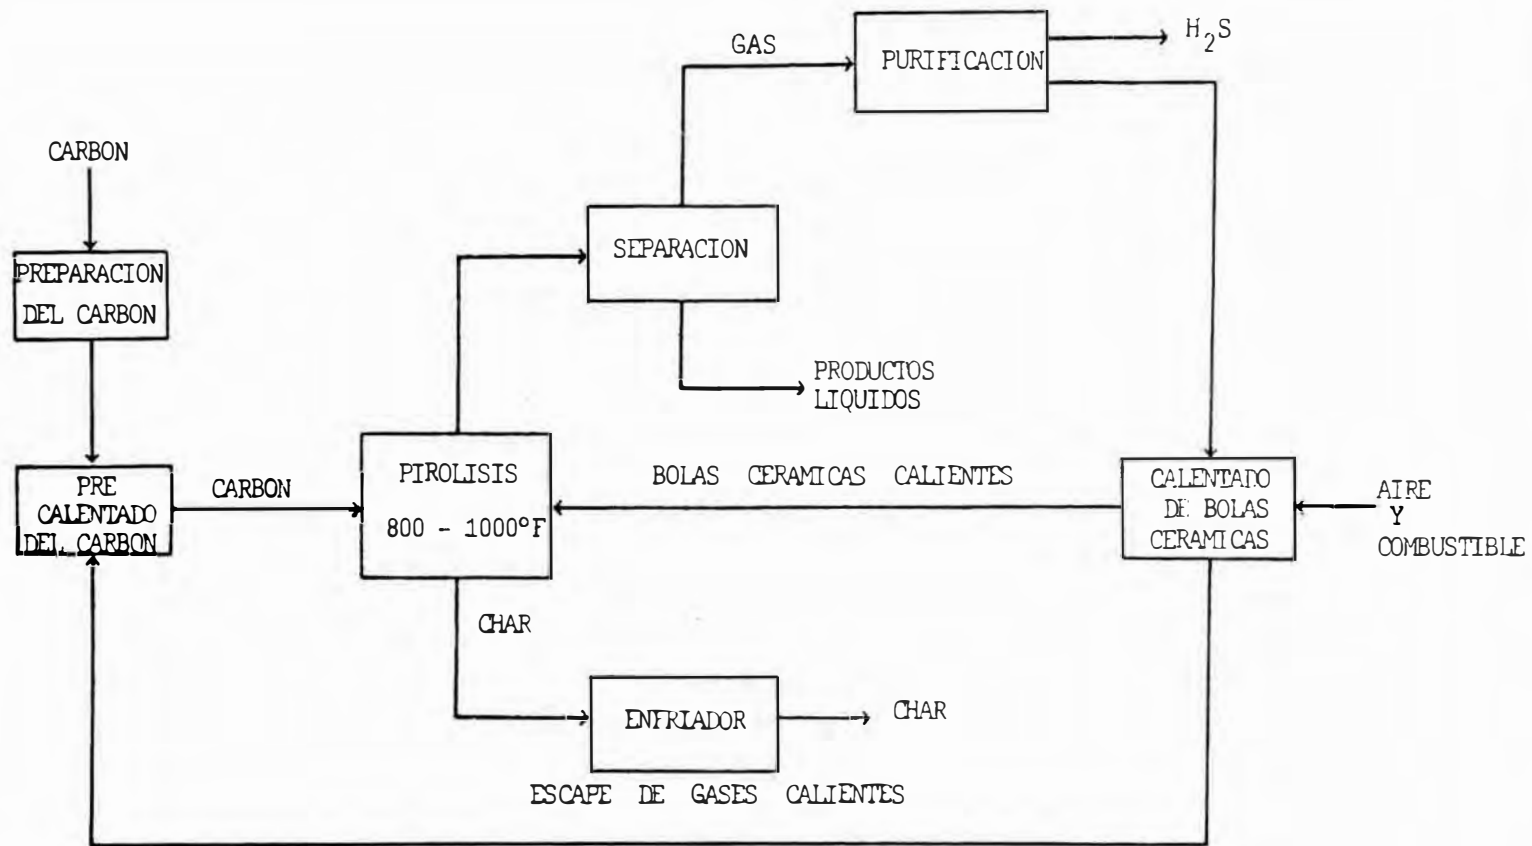 GAS
PURIFICACION
H2S
CARBON
PREPARACION
DEL CARBON
SEPARACION
PRODUCTOS
LIQUIDOS
PRE
CALENTADO
DEL CARBON
CARBON
PIROLISIS
800 - 1000°F
BOLAS CERAMICAS CALIENTES
CALENTADO
DE BOLAS
CERAMICAS
AIRE
Y
COMBUSTIBLE
CHAR
ENFRIADOR
CHAR
ESCAPE DE GASES CALIENTES